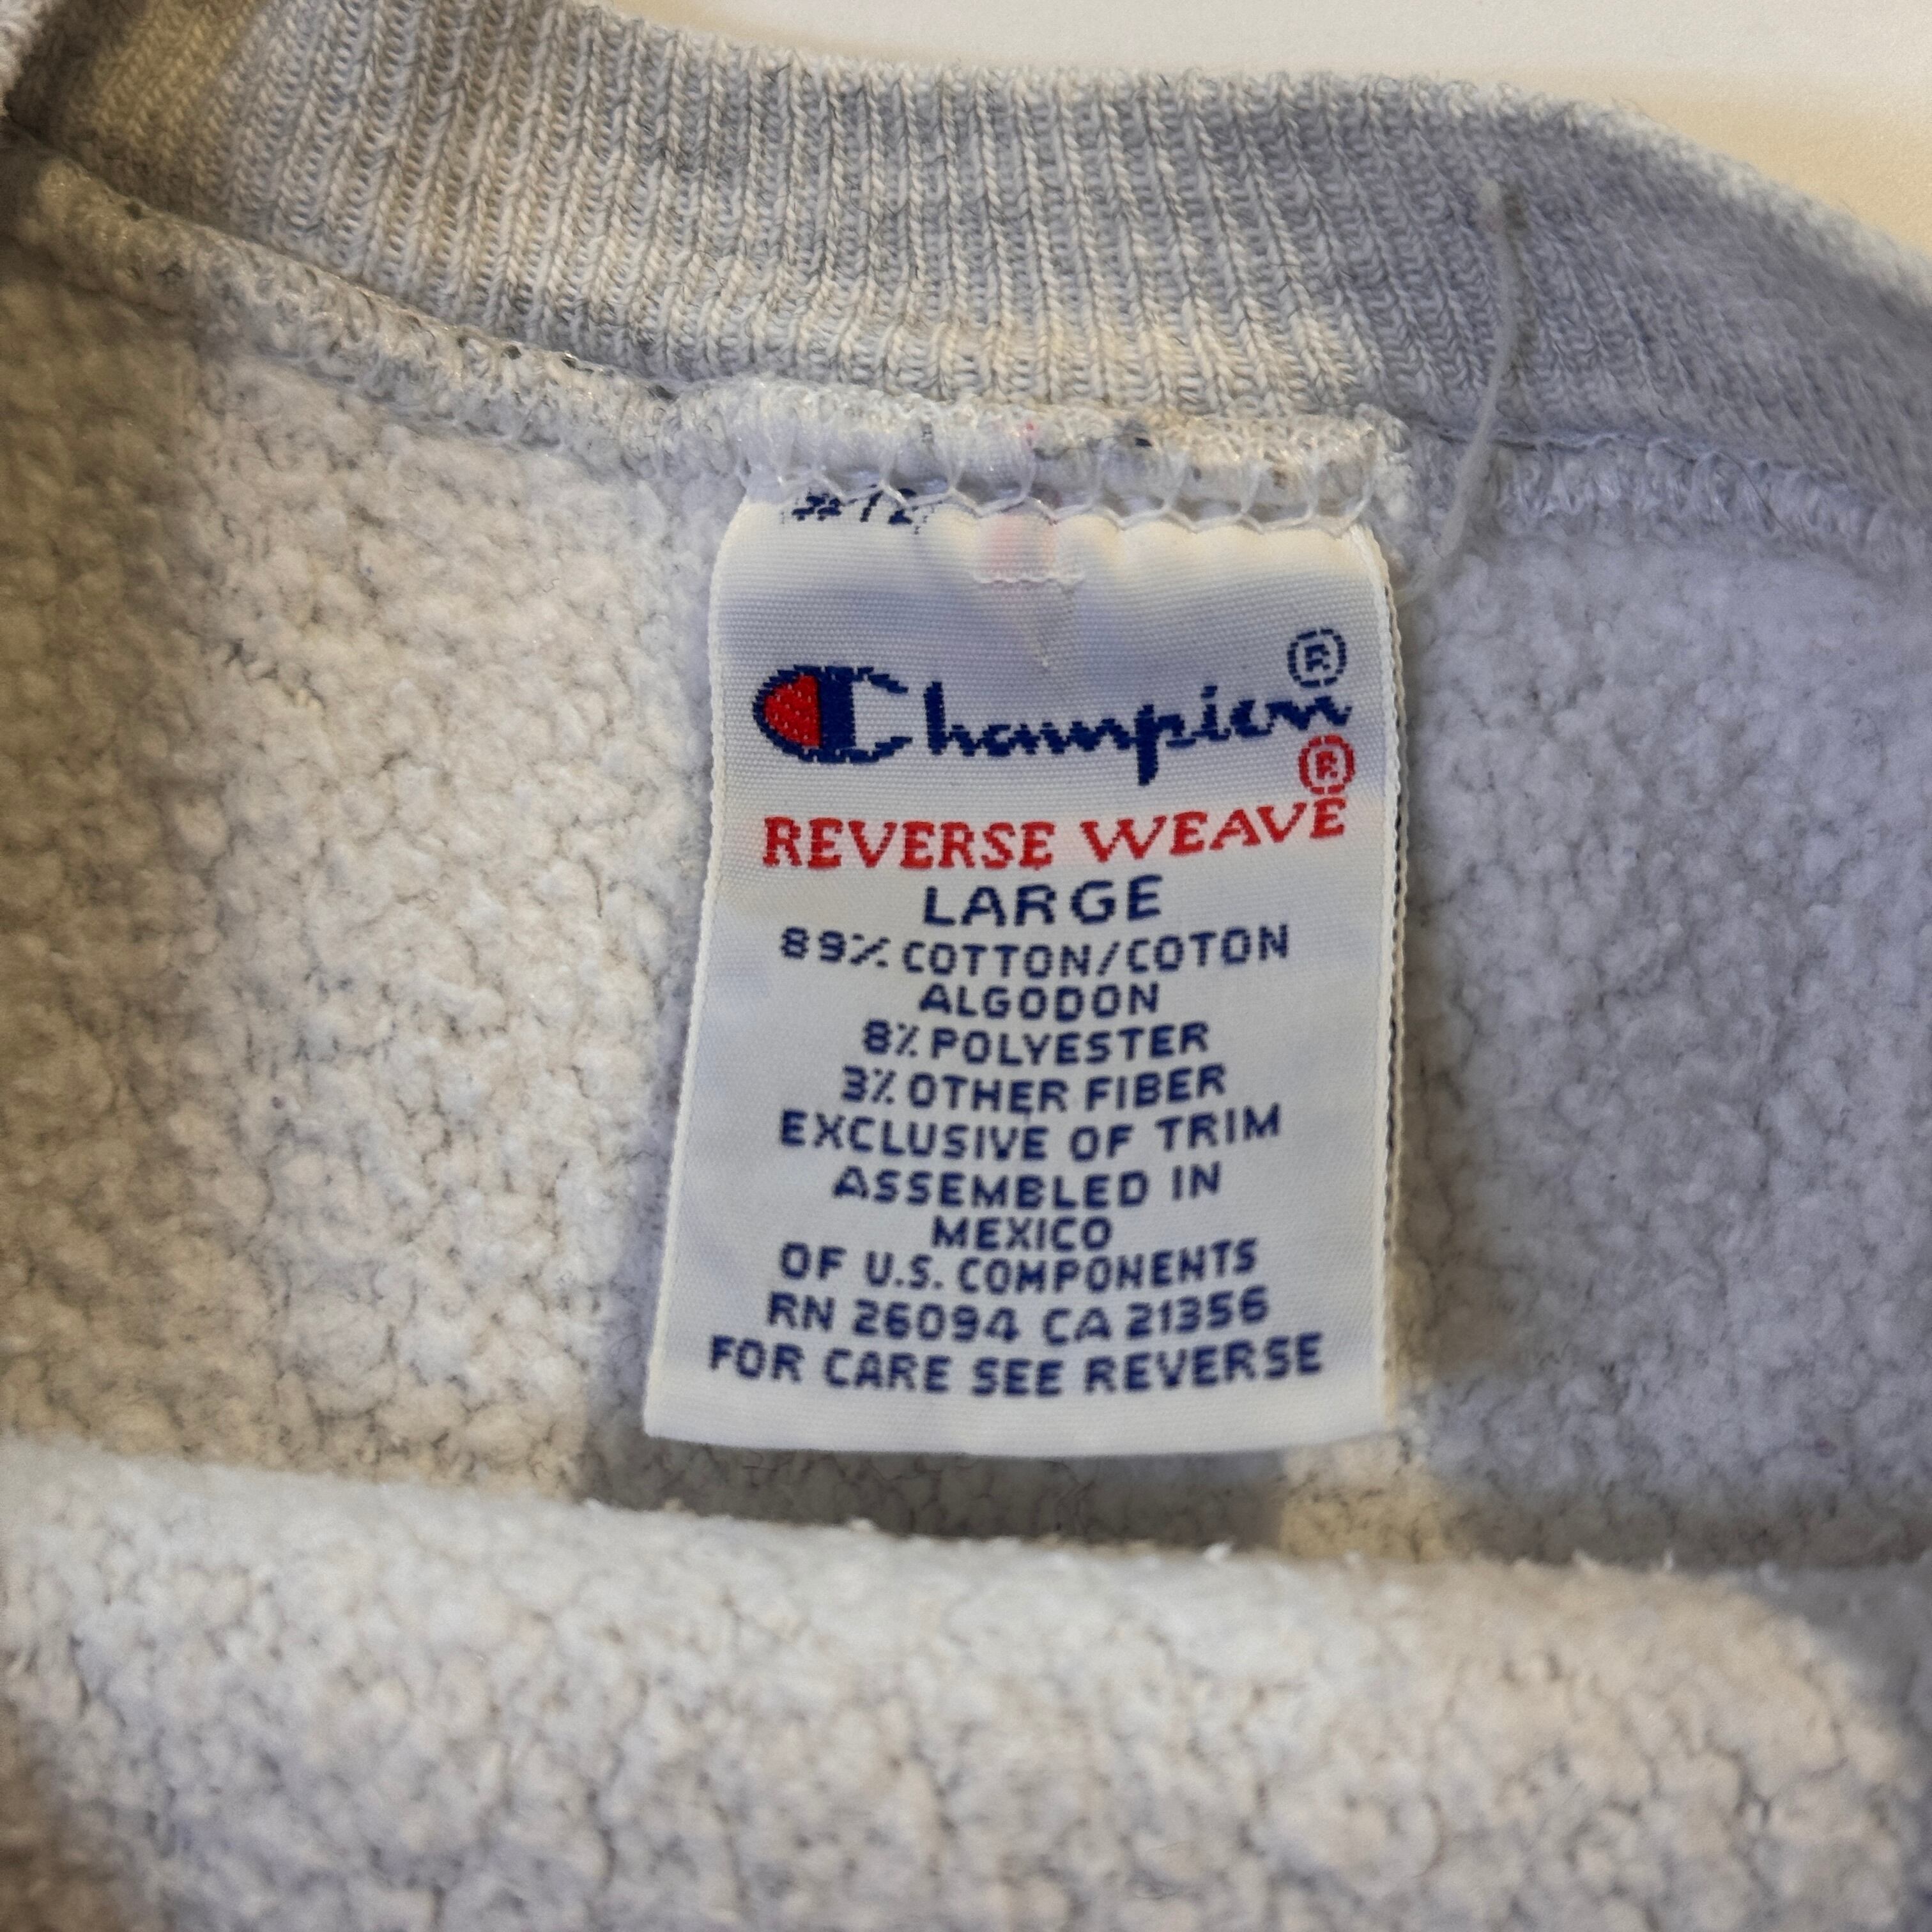 Champion®
®
REVERSE WEAVE
LARGE
89% COTTON/COTON
ALGODON
8% POLYESTER
3% OTHER FIBER
EXCLUSIVE OF TRIM
ASSEMBLED IN
MEXICO
OF U.S. COMPONENTS
RN 26094 CA 21356
FOR CARE SEE REVERSE